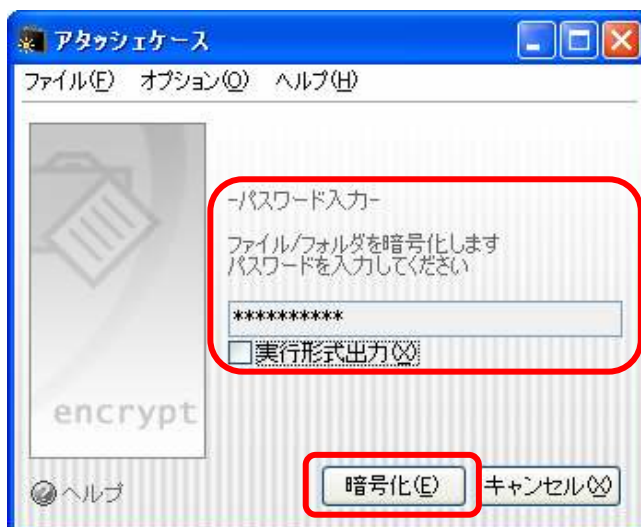 アタッシェケース
ファイル(F) オプション(O) ヘルプ(H)
-パスワード入力-
ファイル/フォルダを暗号化します
パスワードを入力してください
**********
実行形式出力(X)
encrypt
ヘルプ
暗号化(E)
キャンセル(X)